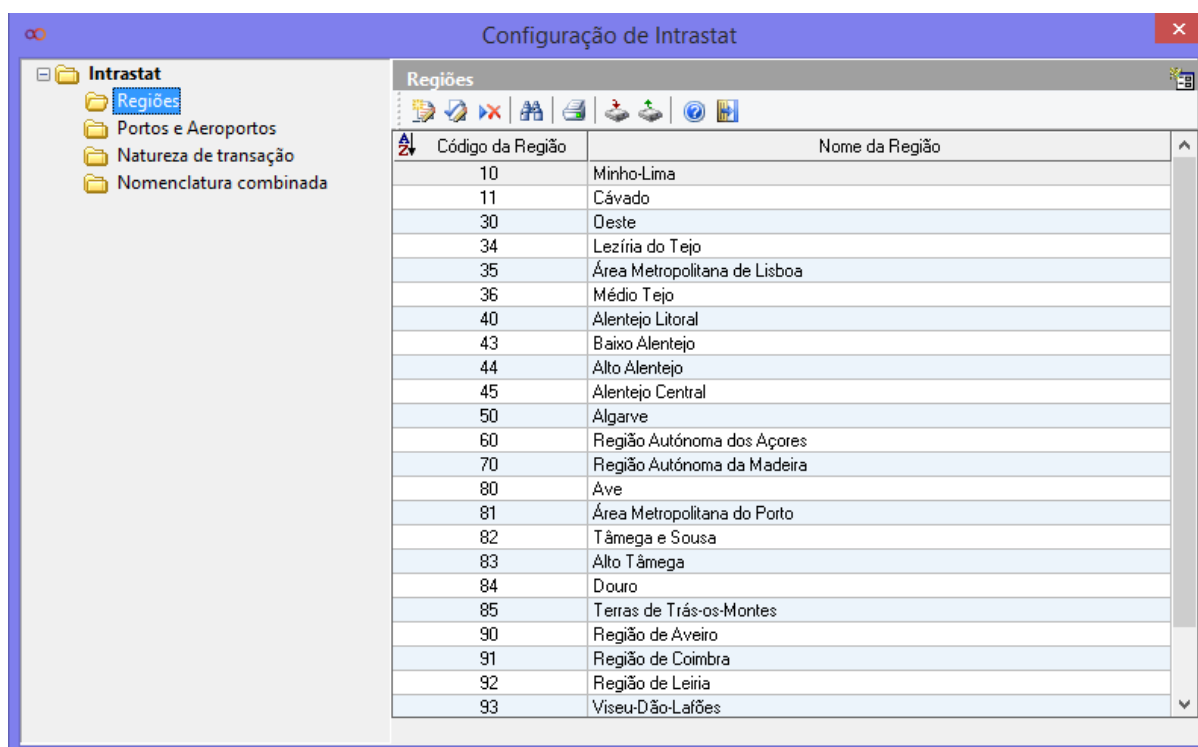 Configuração de Intrastat
Intrastat
Regiões
Portos e Aeroportos
Natureza de transação
Nomenclatura combinada
Regiões
Código da Região Nome da Região
10 Minho-Lima
11 Cávado
30 Oeste
34 Lezíria do Tejo
35 Área Metropolitana de Lisboa
36 Médio Tejo
40 Alentejo Litoral
43 Baixo Alentejo
44 Alto Alentejo
45 Alentejo Central
50 Algarve
60 Região Autónoma dos Açores
70 Região Autónoma da Madeira
80 Ave
81 Área Metropolitana do Porto
82 Tâmega e Sousa
83 Alto Tâmega
84 Douro
85 Terras de Trás-os-Montes
90 Região de Aveiro
91 Região de Coimbra
92 Região de Leiria
93 Viseu-Dão-Lafões